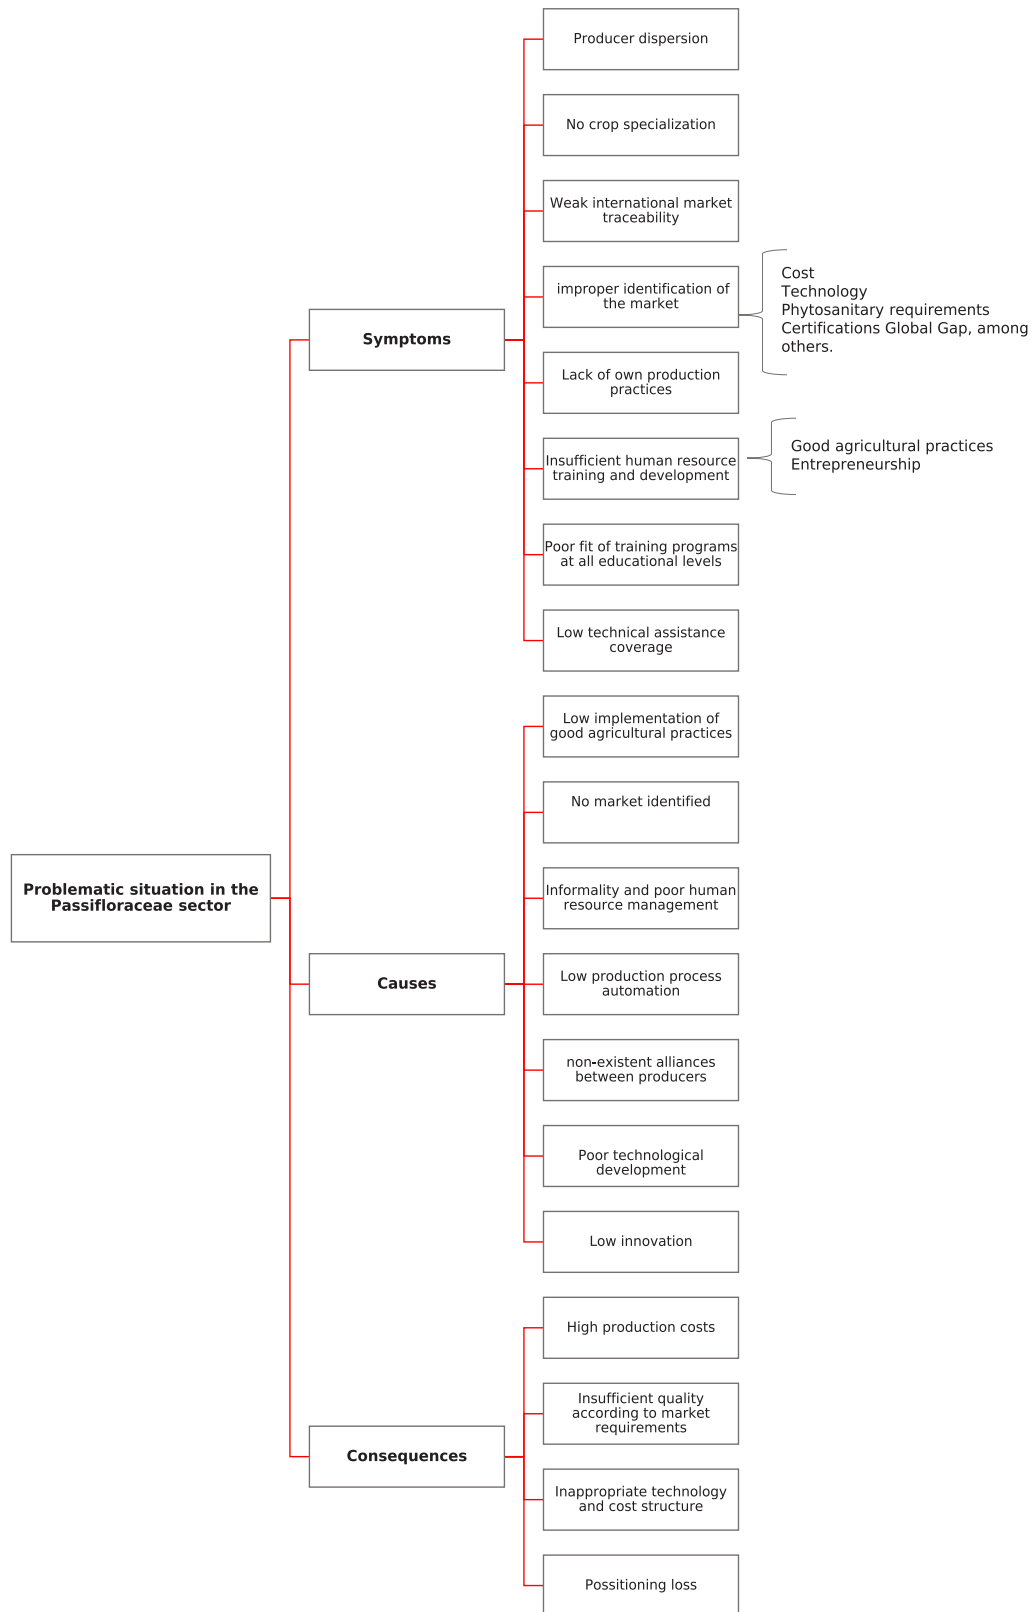 Producer dispersion
No crop specialization
Weak international market
traceability
improper identification of
the market
Cost
Technology
Phytosanitary requirements
Certifications Global Gap, among
others.
Symptoms
Lack of own production
practices
Insufficient human resource
training and development
Good agricultural practices
Entrepreneurship
Poor fit of training programs
at all educational levels
Low technical assistance
coverage
Low implementation of
good agricultural practices
No market identified
Problematic situation in the
Passifloraceae sector
Informality and poor human
resource management
Causes
Low production process
automation
non-existent alliances
between producers
Poor technological
development
Low innovation
High production costs
Insufficient quality
according to market
requirements
Consequences
Inappropriate technology
and cost structure
Possitioning loss